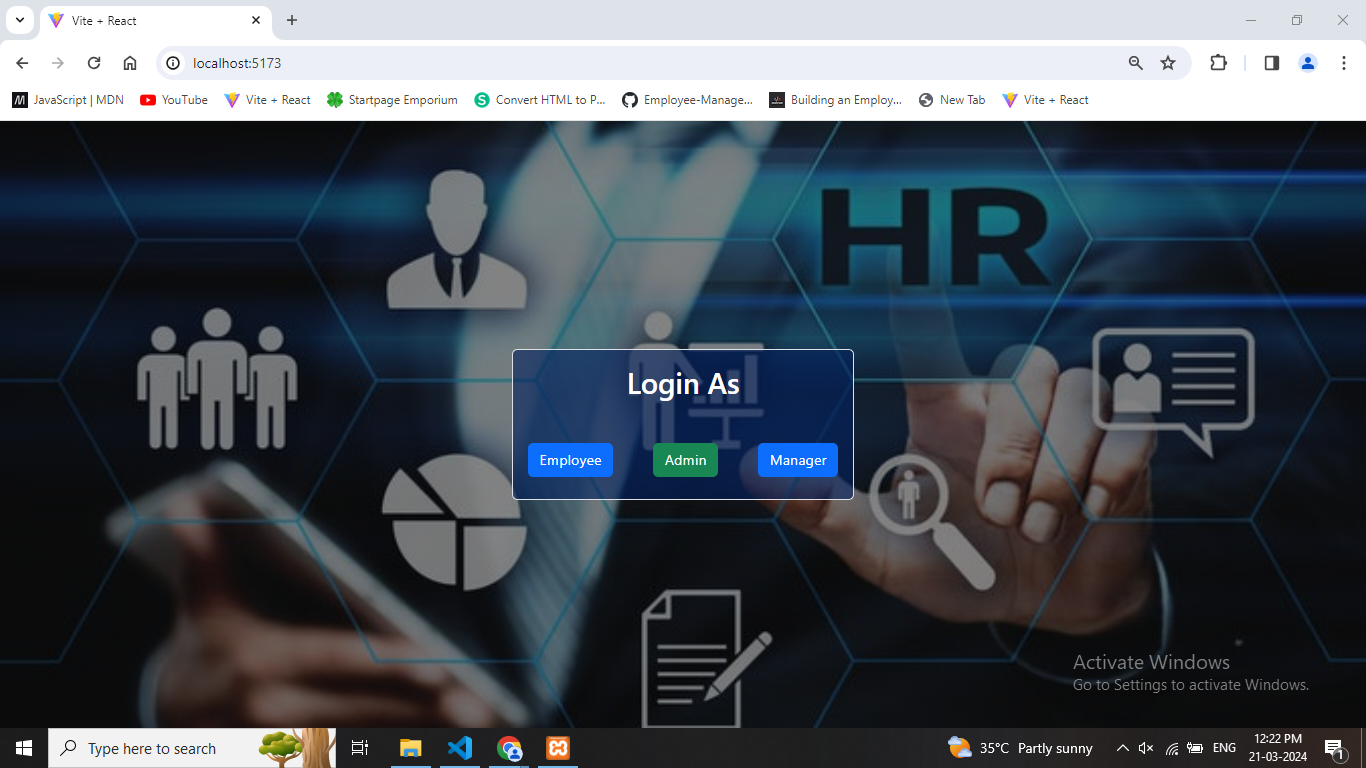 Vite + React
localhost:5173
JavaScript | MDN
YouTube
Vite + React
Startpage Emporium
Convert HTML to P...
Employee-Manage...
Building an Employ...
New Tab
Vite + React
HR
Login As
Employee
Admin
Manager
Activate Windows
Go to Settings to activate Windows.
Type here to search
35°C Partly sunny
ENG
12:22 PM
21-03-2024
1